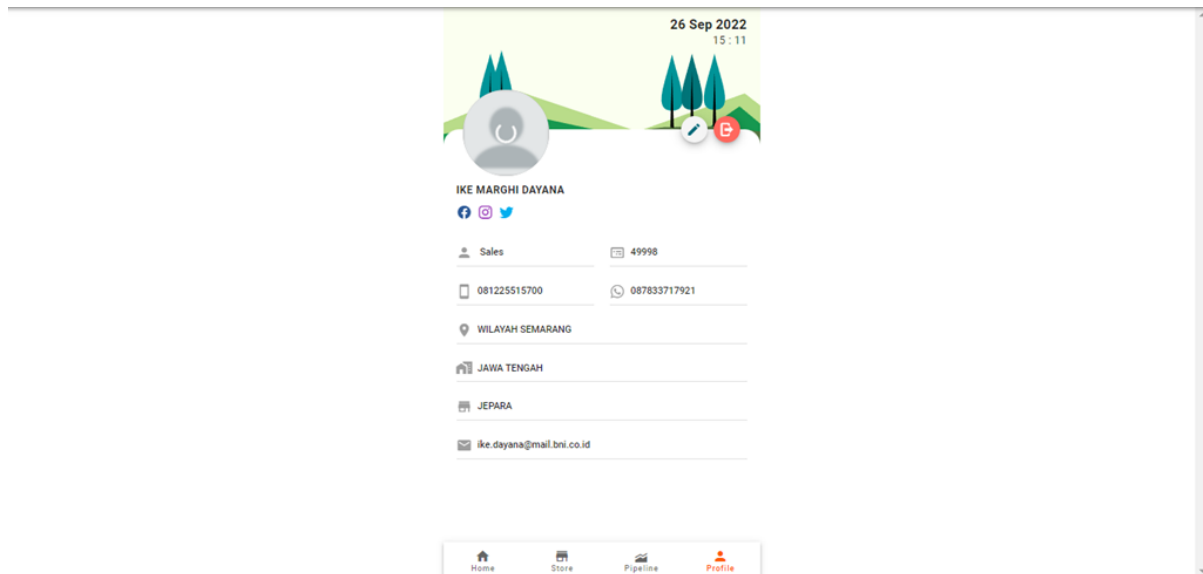 26 Sep 2022
15 : 11
IKE MARGHI DAYANA
Sales
49998
081225515700
087833717921
WILAYAH SEMARANG
JAWA TENGAH
JEPARA
ike.dayana@mail.bni.co.id
Home Store Pipeline Profile